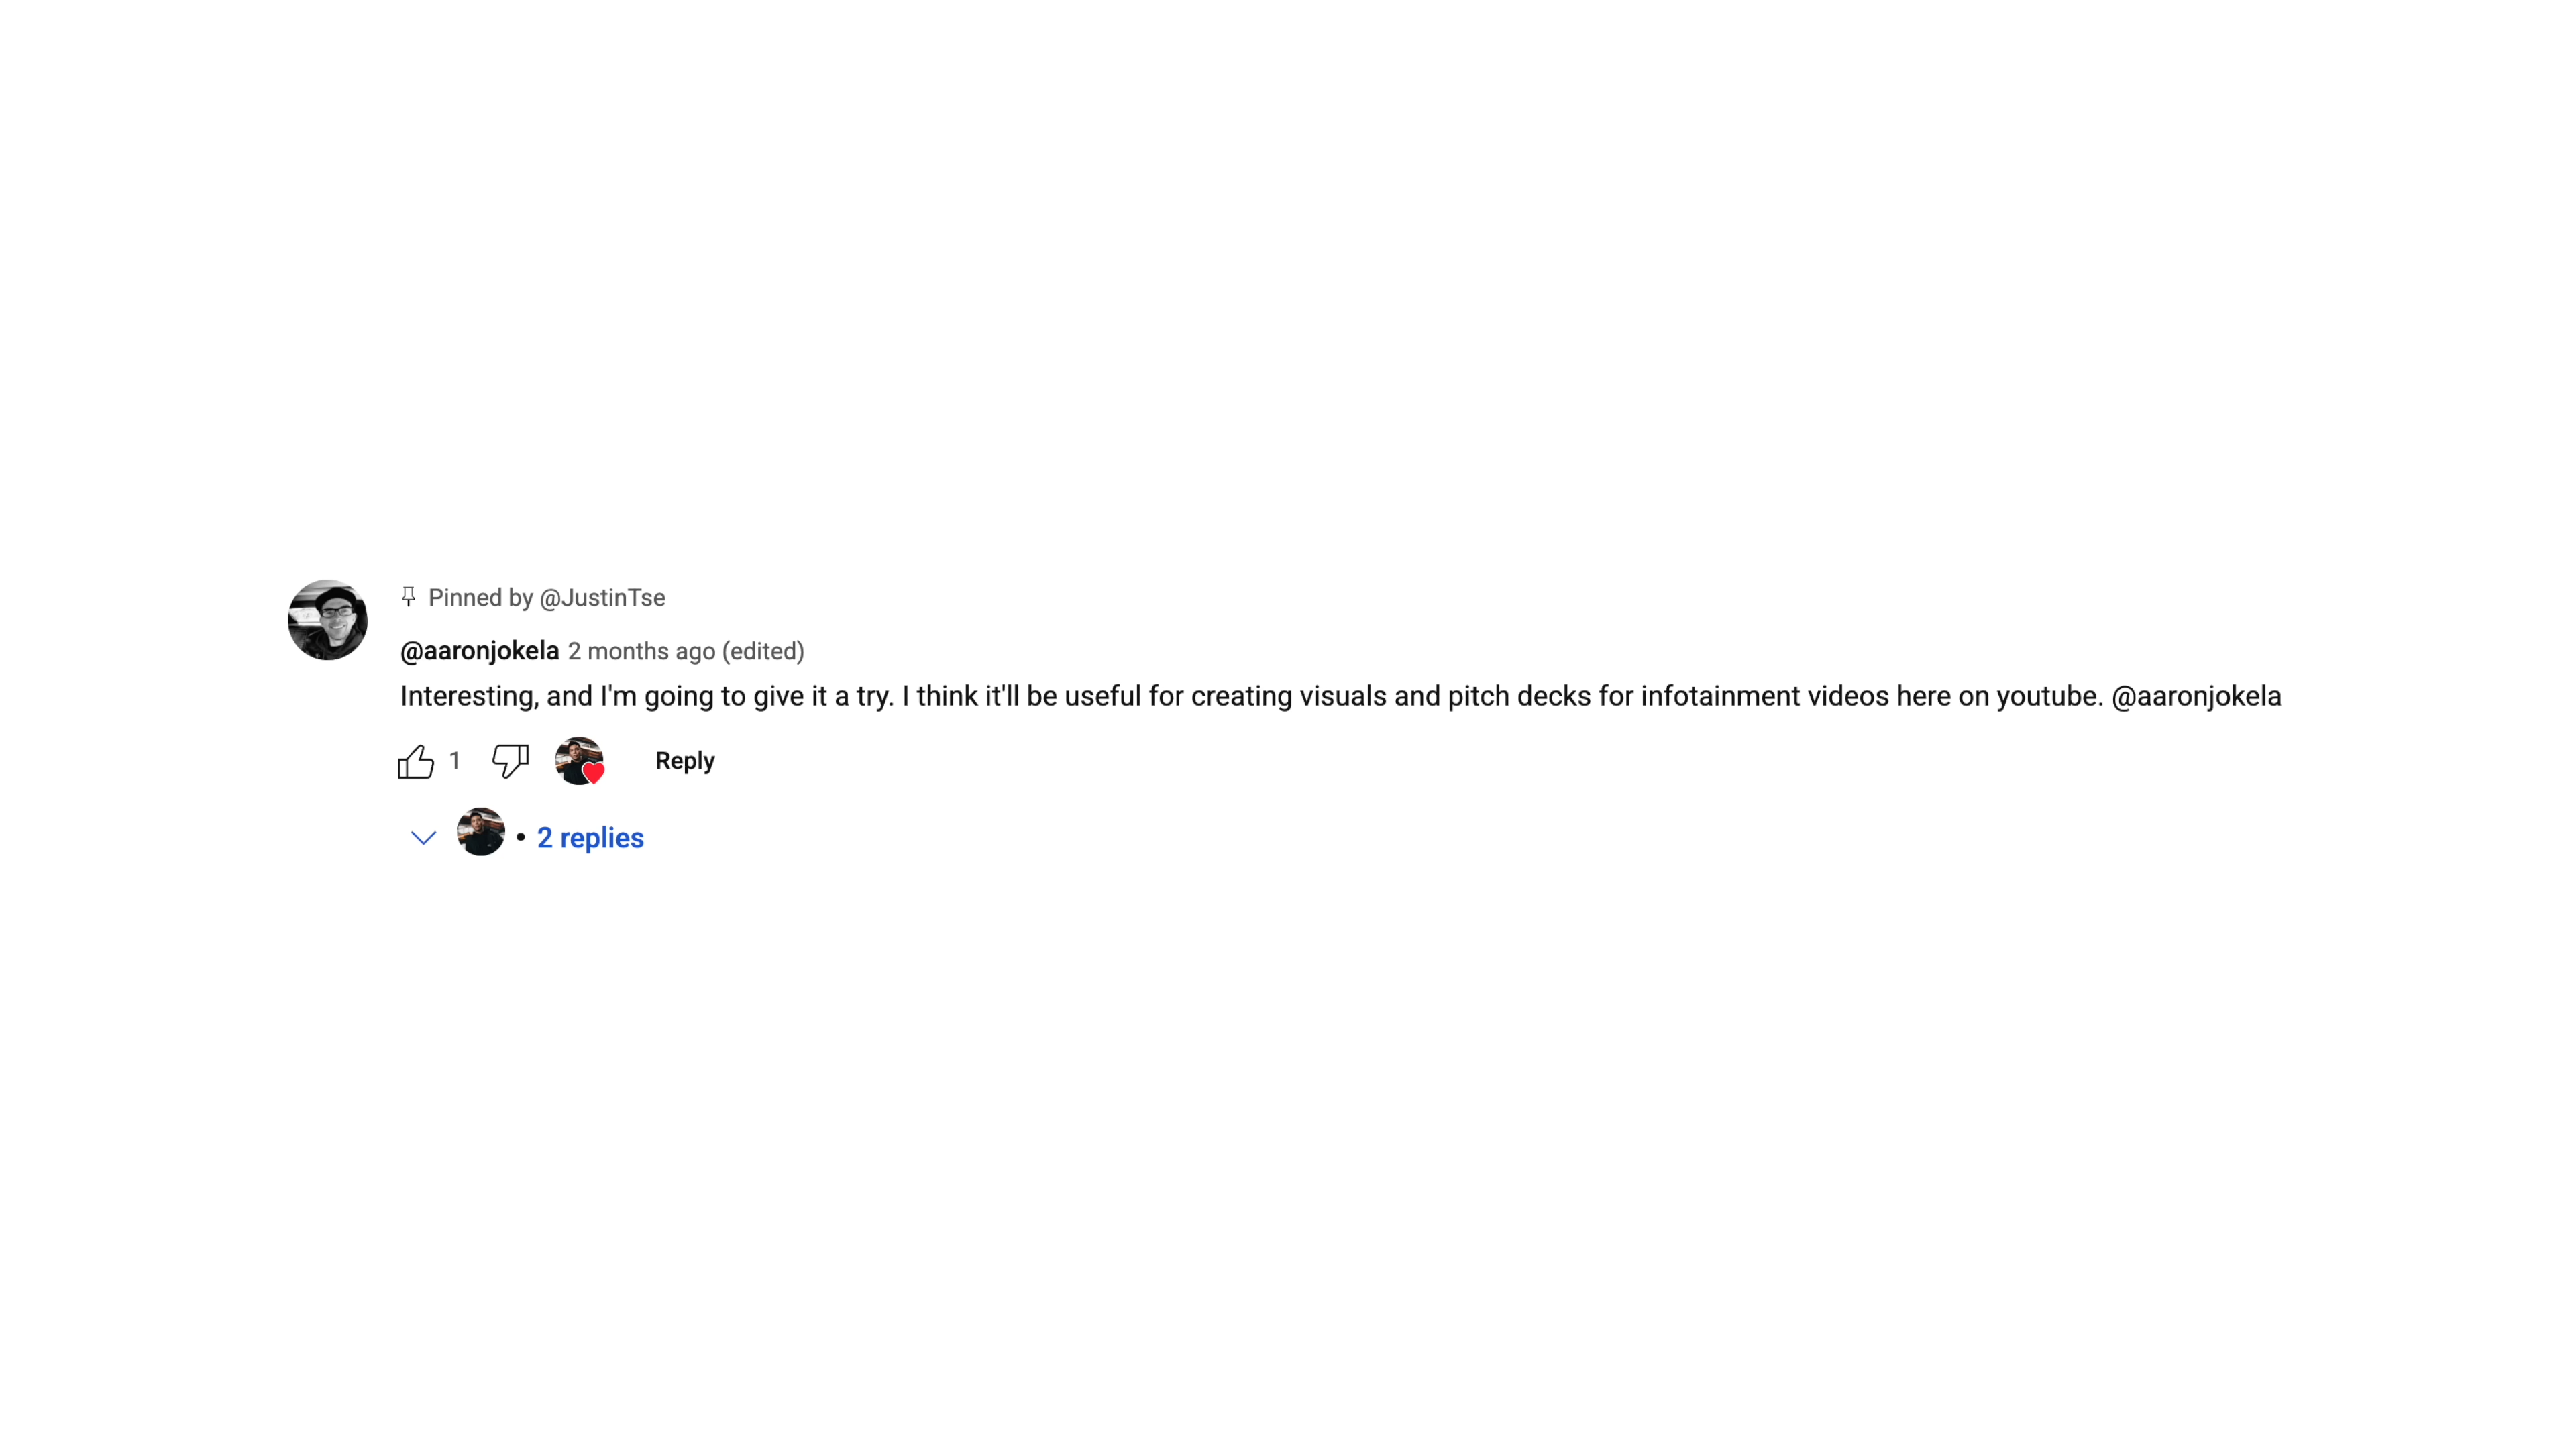 Pinned by @JustinTse
@aaronjokela 2 months ago (edited)
Interesting, and I'm going to give it a try. I think it'll be useful for creating visuals and pitch decks for infotainment videos here on youtube. @aaronjokela
1 Reply
• 2 replies